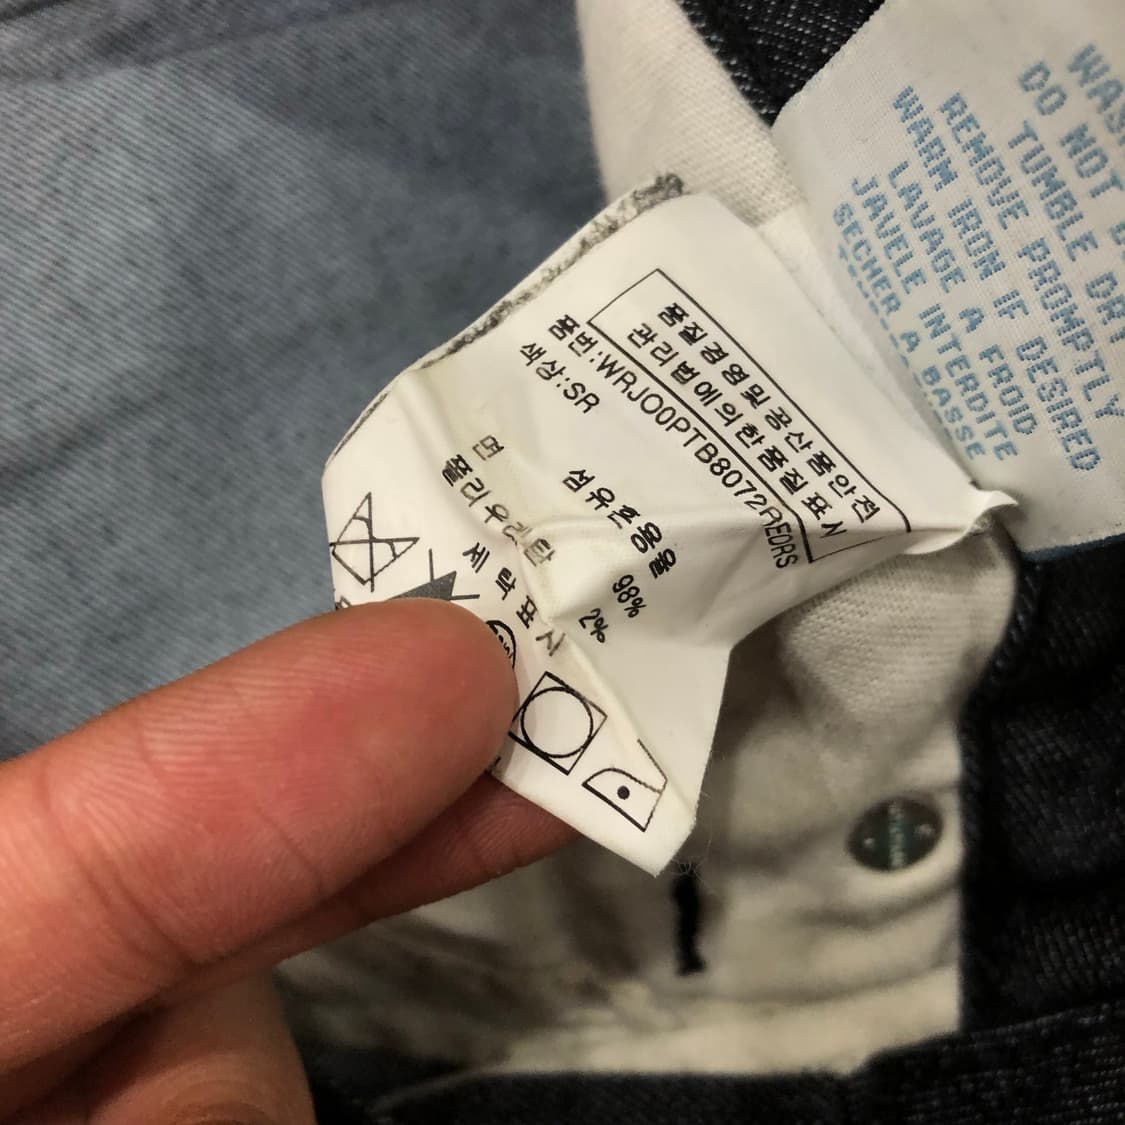 품질경영및공산품안전
관리법에의한품질표시
품번:WRJO0PTB8072REDRS
색상:SR
섬유혼용율
면 98%
폴리우레탄 2%
세탁표시
DO NOT
TUMBLE DRY
REMOVE PROMPTLY
WARM IRON IF DESIRED
LAVAGE A FROID
JAVELE INTERDITE
SECHER A BASSE